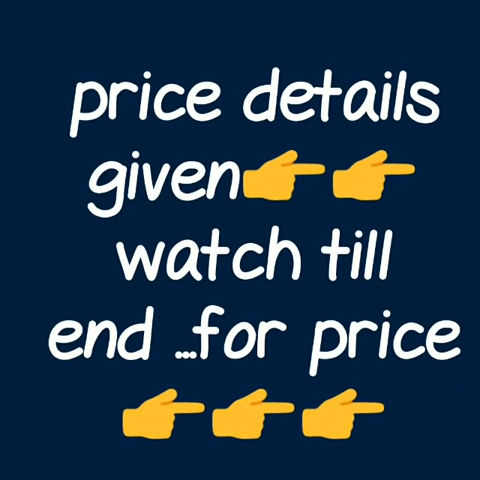 price details
given👉👉
watch till
end ...for price
👉👉👉